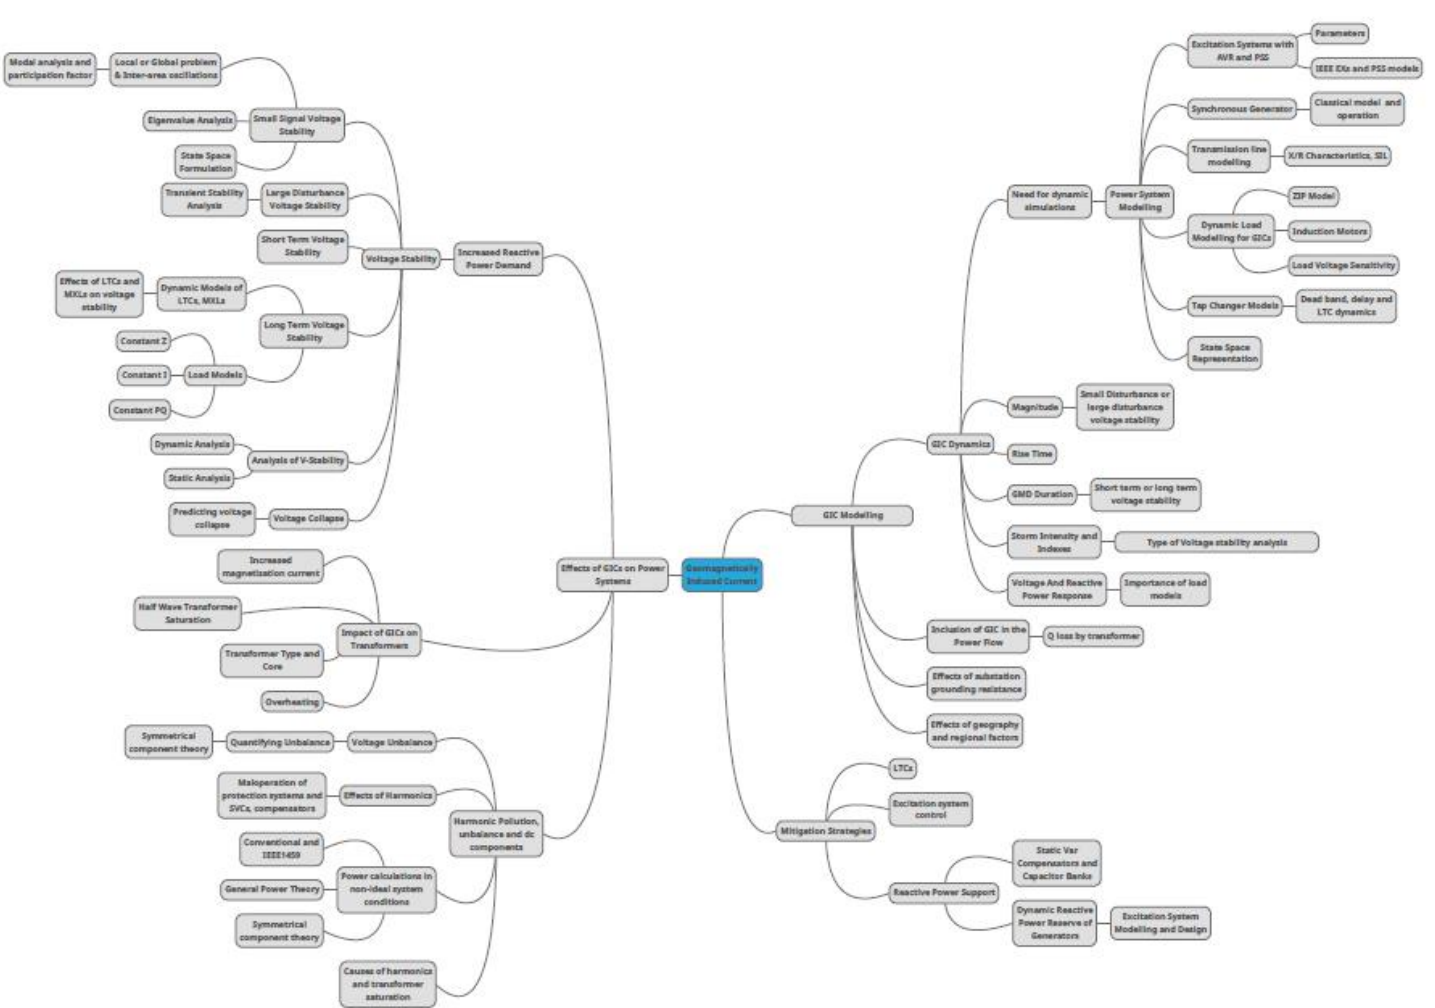 Modal analysis and
participation factor
Local or Global problem
& Inter-area oscillations
Small Signal Voltage
Stability
Eigenvalue Analysis
State Space
Formulation
Transient Stability
Analysis
Large Disturbance
Voltage Stability
Short Term Voltage
Stability
Voltage Stability
Increased Reactive
Power Demand
Effects of LTCs and
MXLs on voltage
stability
Dynamic Models of
LTCs, MXLs
Long Term Voltage
Stability
Constant Z
Constant I
Load Models
Constant PQ
Dynamic Analysis
Analysis of V-Stability
Static Analysis
Predicting voltage
collapse
Voltage Collapse
Increased
magnetisation current
Half Wave Transformer
Saturation
Impact of GICs on
Transformers
Transformer Type and
Core
Overheating
Effects of GICs on Power
Systems
Geomagnetically
Induced Current
Symmetrical
component theory
Quantifying Unbalance
Voltage Unbalance
Maloperation of
protection systems and
SVCs, compensators
Effects of Harmonics
Harmonic Pollution,
unbalance and dc
components
Conventional and
IEEE1459
General Power Theory
Power calculations in
non-ideal system
conditions
Symmetrical
component theory
Causes of harmonics
and transformer
saturation
Excitation Systems with
AVR and PSS
Parameters
IEEE EXs and PSS models
Synchronous Generator
Classical model and
operation
Transmission line
modelling
X/R Characteristics, SIL
Need for dynamic
simulations
Power System
Modelling
Dynamic Load
Modelling for GICs
ZIP Model
Induction Motors
Load Voltage Sensitivity
Tap Changer Models
Dead band, delay and
LTC dynamics
State Space
Representation
GIC Modelling
GIC Dynamics
Magnitude
Small Disturbance or
large disturbance
voltage stability
Rise Time
GMD Duration
Short term or long term
voltage stability
Storm Intensity and
Indexes
Type of Voltage stability analysis
Voltage And Reactive
Power Response
Importance of load
models
Inclusion of GIC in the
Power Flow
Q loss by transformer
Effects of substation
grounding resistance
Effects of geography
and regional factors
Mitigation Strategies
LTCs
Excitation system
control
Reactive Power Support
Static Var
Compensators and
Capacitor Banks
Dynamic Reactive
Power Reserve of
Generators
Excitation System
Modelling and Design